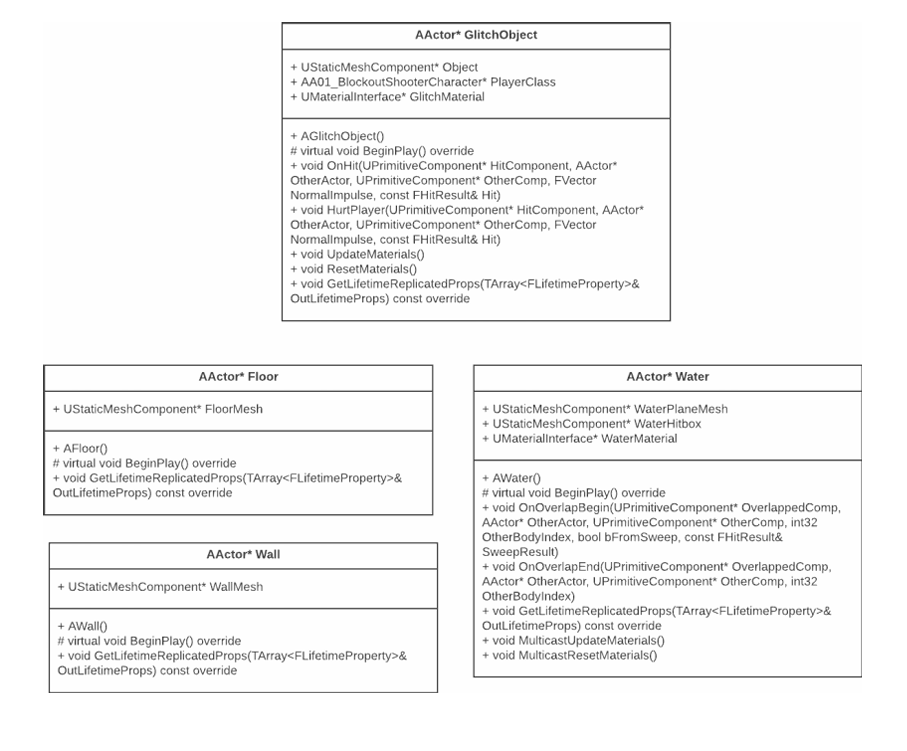 AActor* GlitchObject
+ UStaticMeshComponent* Object
+ AA01_BlockoutShooterCharacter* PlayerClass
+ UMaterialInterface* GlitchMaterial
+ AGlitchObject()
# virtual void BeginPlay() override
+ void OnHit(UPrimitiveComponent* HitComponent, AActor*
OtherActor, UPrimitiveComponent* OtherComp, FVector
NormalImpulse, const FHitResult& Hit)
+ void HurtPlayer(UPrimitiveComponent* HitComponent, AActor*
OtherActor, UPrimitiveComponent* OtherComp, FVector
NormalImpulse, const FHitResult& Hit)
+ void UpdateMaterials()
+ void ResetMaterials()
+ void GetLifetimeReplicatedProps(TArray<FLifetimeProperty>&
OutLifetimeProps) const override
AActor* Floor
+ UStaticMeshComponent* FloorMesh
+ AFloor()
# virtual void BeginPlay() override
+ void GetLifetimeReplicatedProps(TArray<FLifetimeProperty>&
OutLifetimeProps) const override
AActor* Wall
+ UStaticMeshComponent* WallMesh
+ AWall()
# virtual void BeginPlay() override
+ void GetLifetimeReplicatedProps(TArray<FLifetimeProperty>&
OutLifetimeProps) const override
AActor* Water
+ UStaticMeshComponent* WaterPlaneMesh
+ UStaticMeshComponent* WaterHitbox
+ UMaterialInterface* WaterMaterial
+ AWater()
# virtual void BeginPlay() override
+ void OnOverlapBegin(UPrimitiveComponent* OverlappedComp,
AActor* OtherActor, UPrimitiveComponent* OtherComp, int32
OtherBodyIndex, bool bFromSweep, const FHitResult&
SweepResult)
+ void OnOverlapEnd(UPrimitiveComponent* OverlappedComp,
AActor* OtherActor, UPrimitiveComponent* OtherComp, int32
OtherBodyIndex)
+ void GetLifetimeReplicatedProps(TArray<FLifetimeProperty>&
OutLifetimeProps) const override
+ void MulticastUpdateMaterials()
+ void MulticastResetMaterials()